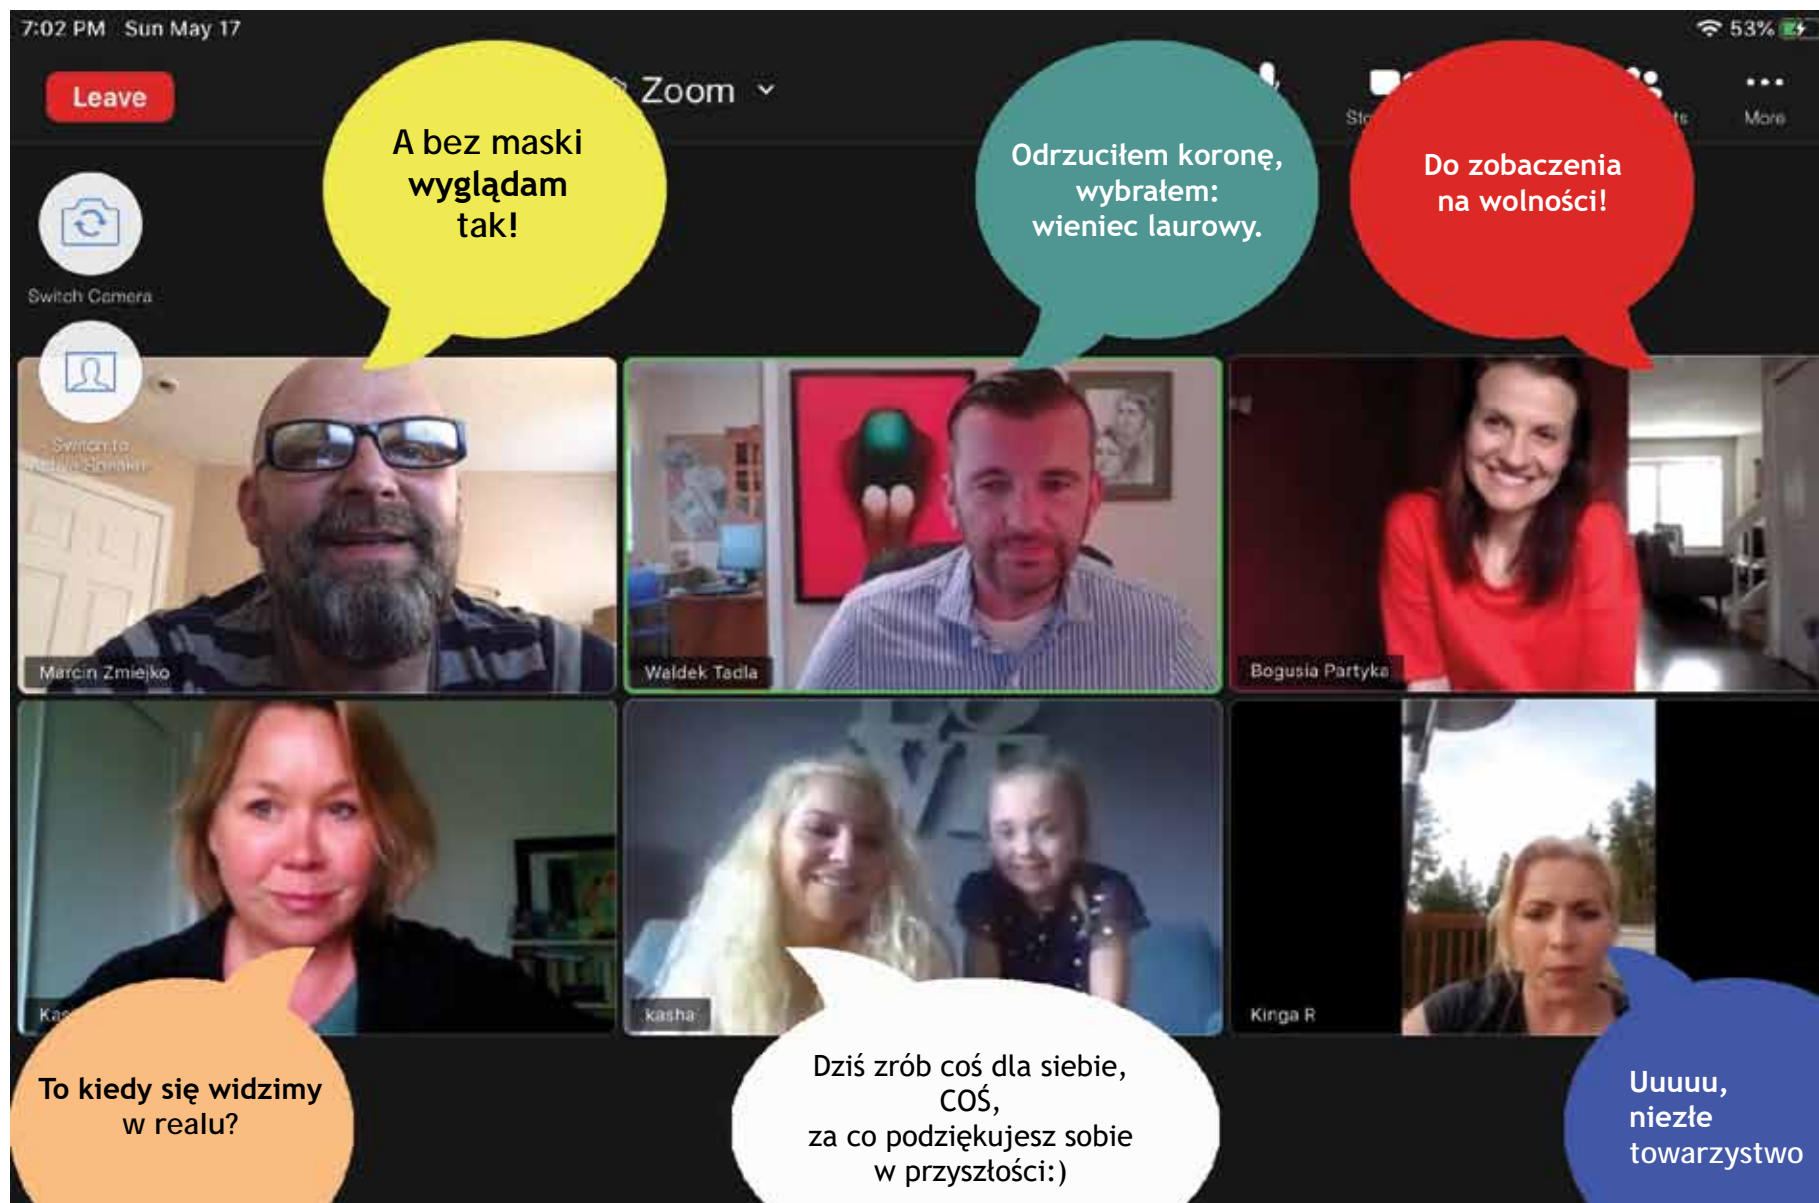 7:02 PM Sun May 17
53%
Leave
Zoom
More
A bez maski
wyglądam
tak!
Odrzuciłem koronę,
wybrałem:
wieniec laurowy.
Do zobaczenia
na wolności!
Switch Camera
Switch to
Marcin Zmiejko
Waldek Tadla
Bogusia Partyka
kasha
Kinga R
To kiedy się widzimy
w realu?
Dziś zrób coś dla siebie,
COŚ,
za co podziękujesz sobie
w przyszłości:)
Uuuuu,
niezłe
towarzystwo